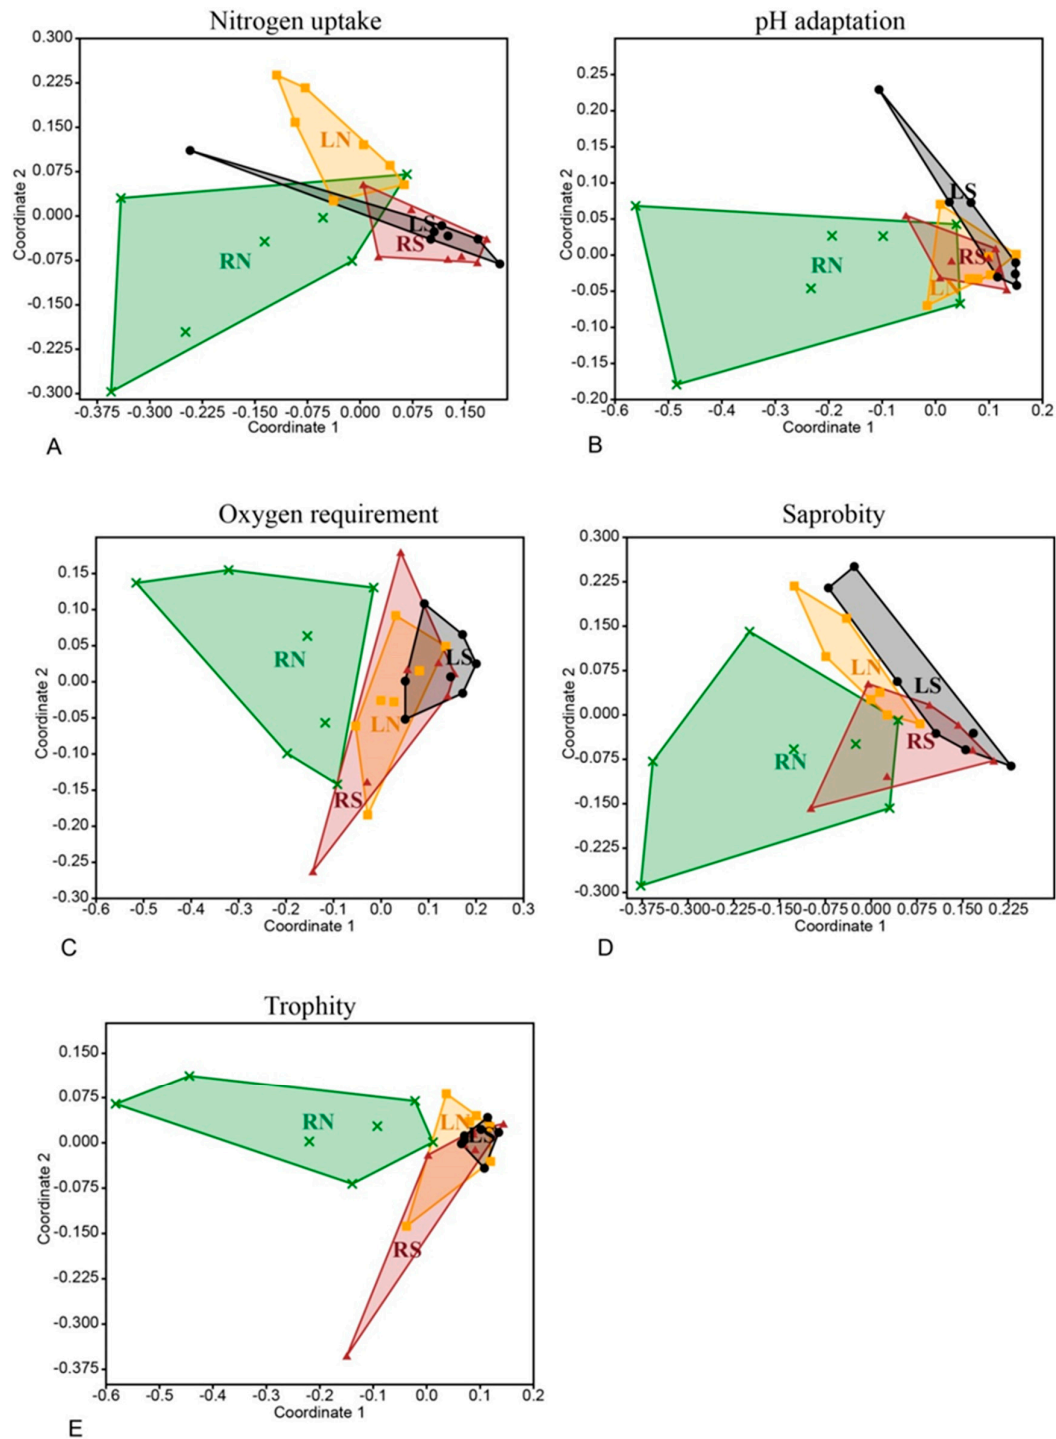 Nitrogen uptake
0.300
0.225
0.150
0.075
0.000
-0.075
-0.150
-0.225
-0.300
Coordinate 2
LN
LS
RS
RN
-0.375 -0.300 -0.225 -0.150 -0.075 0.000 0.075 0.150
Coordinate 1
A
pH adaptation
0.25
0.20
0.15
0.10
0.05
0.00
-0.05
-0.10
-0.15
-0.20
Coordinate 2
LS
RS
RN
LN
-0.6 -0.5 -0.4 -0.3 -0.2 -0.1 0.0 0.1 0.2
Coordinate 1
B
Oxygen requirement
0.15
0.10
0.05
0.00
-0.05
-0.10
-0.15
-0.20
-0.25
-0.30
Coordinate 2
RN
LS
LN
RS
-0.6 -0.5 -0.4 -0.3 -0.2 -0.1 0.0 0.1 0.2 0.3
Coordinate 1
C
Saprobity
0.300
0.225
0.150
0.075
0.000
-0.075
-0.150
-0.225
-0.300
Coordinate 2
LN
LS
RS
RN
-0.375 -0.300 -0.225 -0.150 -0.075 0.000 0.075 0.150 0.225
Coordinate 1
D
Trophity
0.150
0.075
0.000
-0.075
-0.150
-0.225
-0.300
-0.375
Coordinate 2
RN
LN
LS
RS
-0.6 -0.5 -0.4 -0.3 -0.2 -0.1 0.0 0.1 0.2
Coordinate 1
E